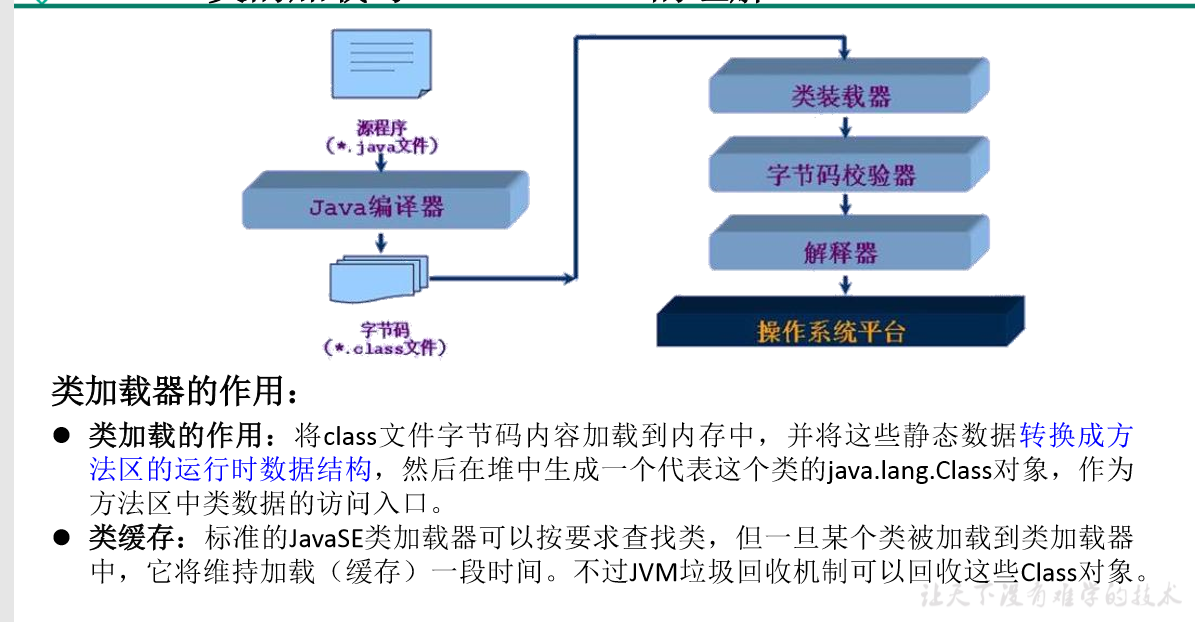 源程序
(*.java文件)
Java编译器
字节码
(*.class文件)
类装载器
字节码校验器
解释器
操作系统平台
类加载器的作用：
● 类加载的作用：将class文件字节码内容加载到内存中，并将这些静态数据转换成方
法区的运行时数据结构，然后在堆中生成一个代表这个类的java.lang.Class对象，作为
方法区中类数据的访问入口。
● 类缓存：标准的JavaSE类加载器可以按要求查找类，但一旦某个类被加载到类加载器
中，它将维持加载（缓存）一段时间。不过JVM垃圾回收机制可以回收这些Class对象。
让天下没有难学的技术